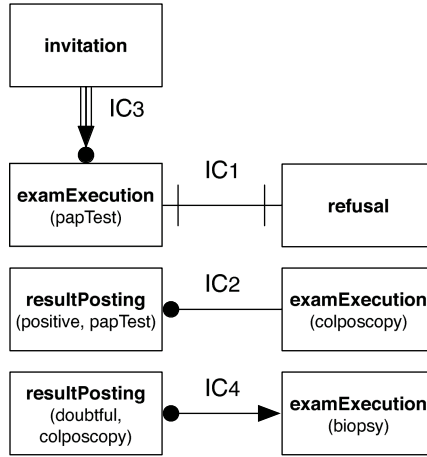 invitation
IC3
examExecution
(papTest)
IC1
refusal
resultPosting
(positive, papTest)
IC2
examExecution
(colposcopy)
resultPosting
(doubtful,
colposcopy)
IC4
examExecution
(biopsy)